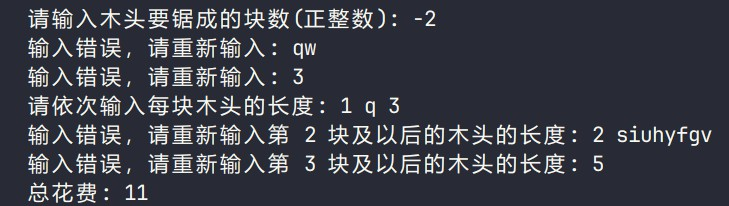 请输入木头要锯成的块数(正整数): -2
输入错误, 请重新输入: qw
输入错误, 请重新输入: 3
请依次输入每块木头的长度: 1 q 3
输入错误, 请重新输入第 2 块及以后的木头的长度: 2 siuhyfgv
输入错误, 请重新输入第 3 块及以后的木头的长度: 5
总花费: 11